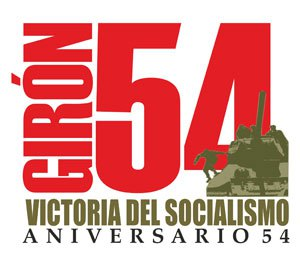 GIRÓN
54
VICTORIA DEL SOCIALISMO
ANIVERSARIO 54